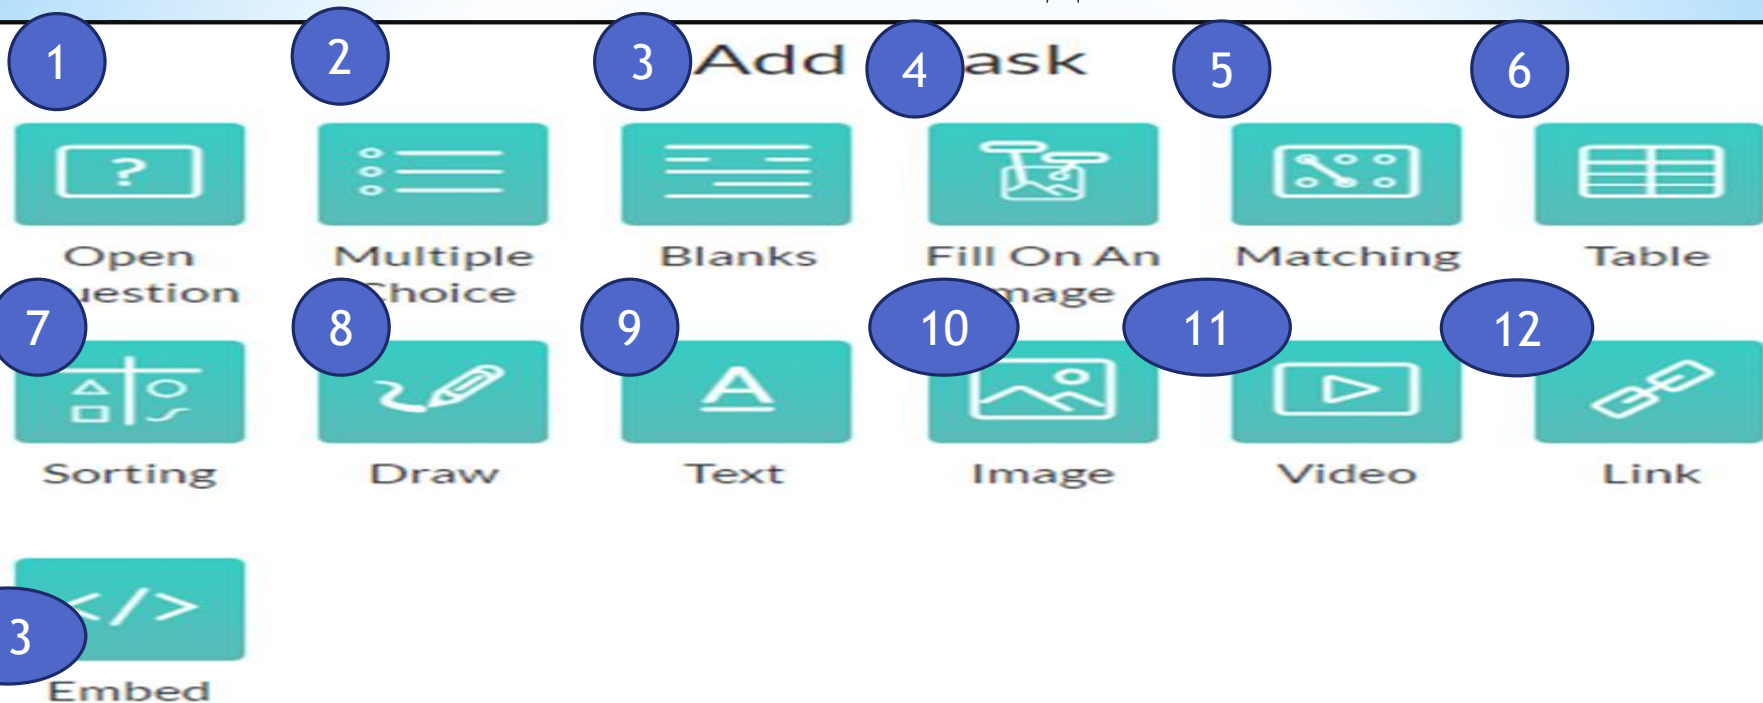 1 2 3 Add 4 ask 5 6
?
Open Multiple Blanks Fill On An Matching Table
uestion Choice mage
7 8 9 10 11 12
A
Sorting Draw Text Image Video Link
</>
3
Embed